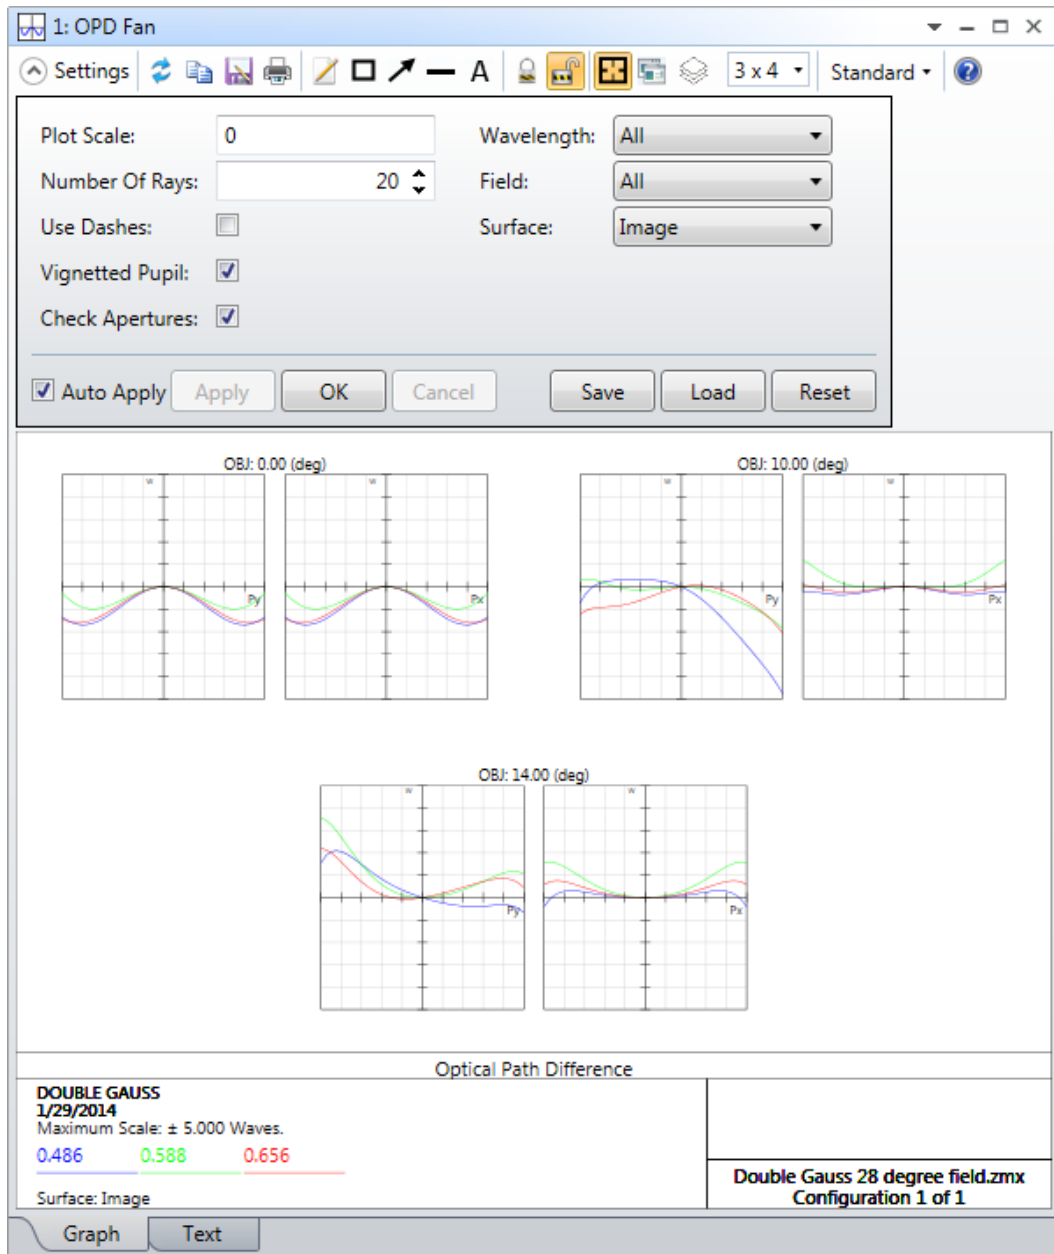 1: OPD Fan
Settings A 3 x 4 Standard ?
Plot Scale: 0 Wavelength: All
Number Of Rays: 20 Field: All
Use Dashes: Surface: Image
Vignetted Pupil:
Check Apertures:
Auto Apply Apply OK Cancel Save Load Reset
OBJ: 0.00 (deg) OBJ: 10.00 (deg)
W W W W
Py Px Py Px
OBJ: 14.00 (deg)
W W
Py Px
Optical Path Difference
DOUBLE GAUSS
1/29/2014
Maximum Scale: ± 5.000 Waves.
0.486 0.588 0.656
Surface: Image
Double Gauss 28 degree field.zmx
Configuration 1 of 1
Graph Text